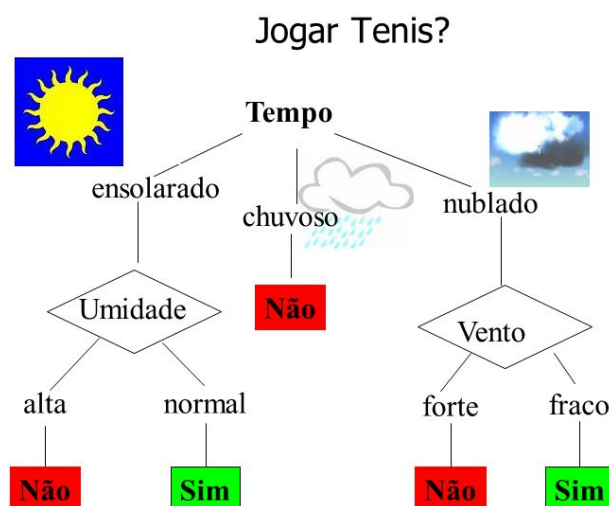 Jogar Tenis?
Tempo
ensolarado
chuvoso
nublado
Umidade
Não
Vento
alta
normal
forte
fraco
Não
Sim
Não
Sim